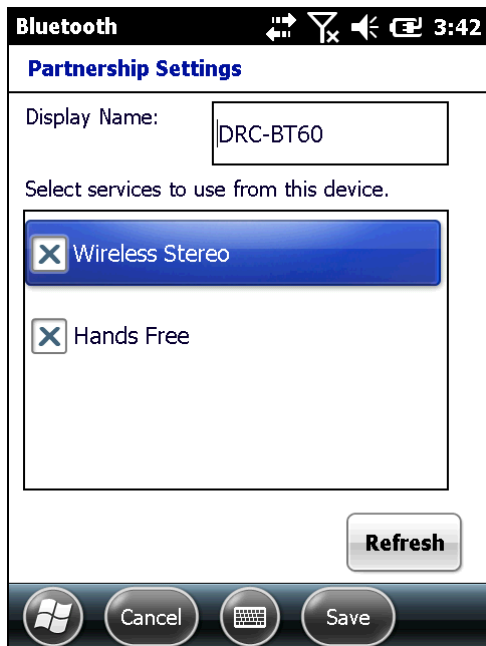 Bluetooth 3:42
Partnership Settings
Display Name:
DRC-BT60
Select services to use from this device.
Wireless Stereo
Hands Free
Refresh
Cancel Save